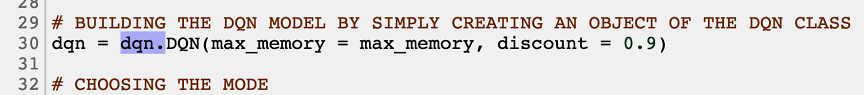 28
29 # BUILDING THE DQN MODEL BY SIMPLY CREATING AN OBJECT OF THE DQN CLASS
30 dqn = dqn.DQN(max_memory = max_memory, discount = 0.9)
31
32 # CHOOSING THE MODE